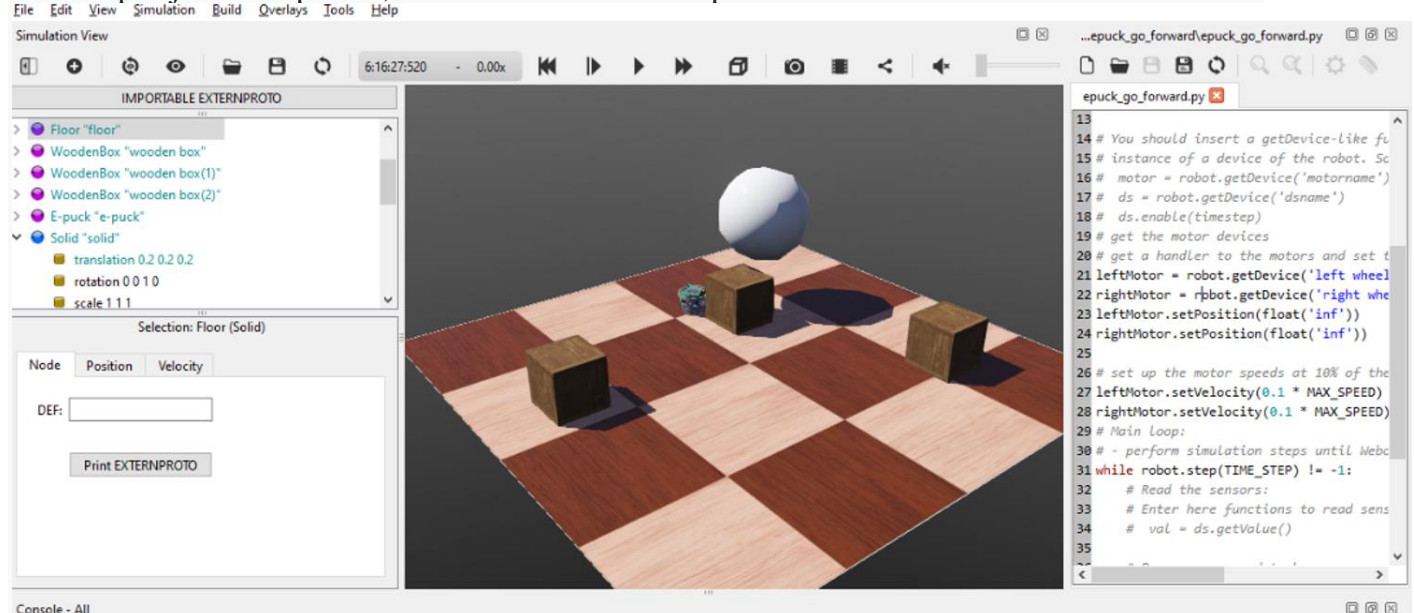 File Edit View Simulation Build Overlays Tools Help
Simulation View
...epuck_go_forward\epuck_go_forward.py
6:16:27:520 - 0.00x
IMPORTABLE EXTERNPROTO
epuck_go_forward.py
Floor "floor"
WoodenBox "wooden box"
WoodenBox "wooden box(1)"
WoodenBox "wooden box(2)"
E-puck "e-puck"
Solid "solid"
translation 0.2 0.2 0.2
rotation 0 0 1 0
scale 1 1 1
Selection: Floor (Solid)
Node Position Velocity
DEF:
Print EXTERNPROTO
13
14 # You should insert a getDevice-like fu
15 # instance of a device of the robot. So
16 #  motor = robot.getDevice('motorname')
17 #  ds = robot.getDevice('dsname')
18 #  ds.enable(timestep)
19 # get the motor devices
20 # get a handler to the motors and set t
21 leftMotor = robot.getDevice('left wheel
22 rightMotor = robot.getDevice('right whe
23 leftMotor.setPosition(float('inf'))
24 rightMotor.setPosition(float('inf'))
25
26 # set up the motor speeds at 10% of the
27 leftMotor.setVelocity(0.1 * MAX_SPEED)
28 rightMotor.setVelocity(0.1 * MAX_SPEED)
29 # Main loop:
30 # - perform simulation steps until Webo
31 while robot.step(TIME_STEP) != -1:
32     # Read the sensors:
33     # Enter here functions to read sens
34     #  val = ds.getValue()
35
Console - All